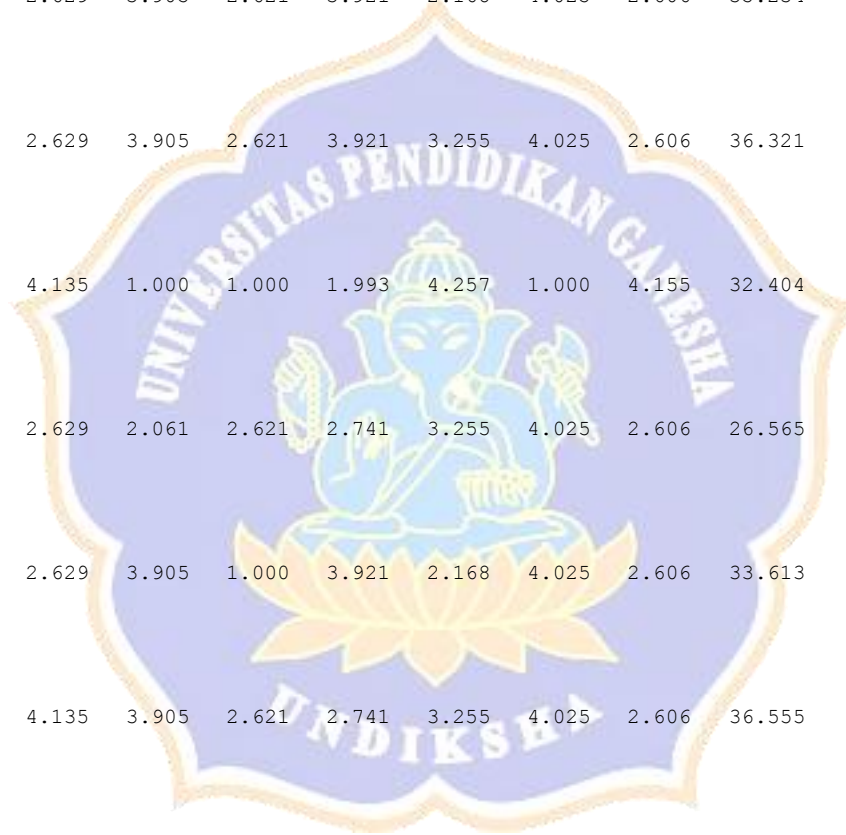 2.629 3.905 2.621 3.921 3.255 4.025 2.606 36.321
UNIVERSITAS PENDIDIKAN GANESHA
4.135 1.000 1.000 1.993 4.257 1.000 4.155 32.404
2.629 2.061 2.621 2.741 3.255 4.025 2.606 26.565
2.629 3.905 1.000 3.921 2.168 4.025 2.606 33.613
4.135 3.905 2.621 2.741 3.255 4.025 2.606 36.555
UNDIKSHA